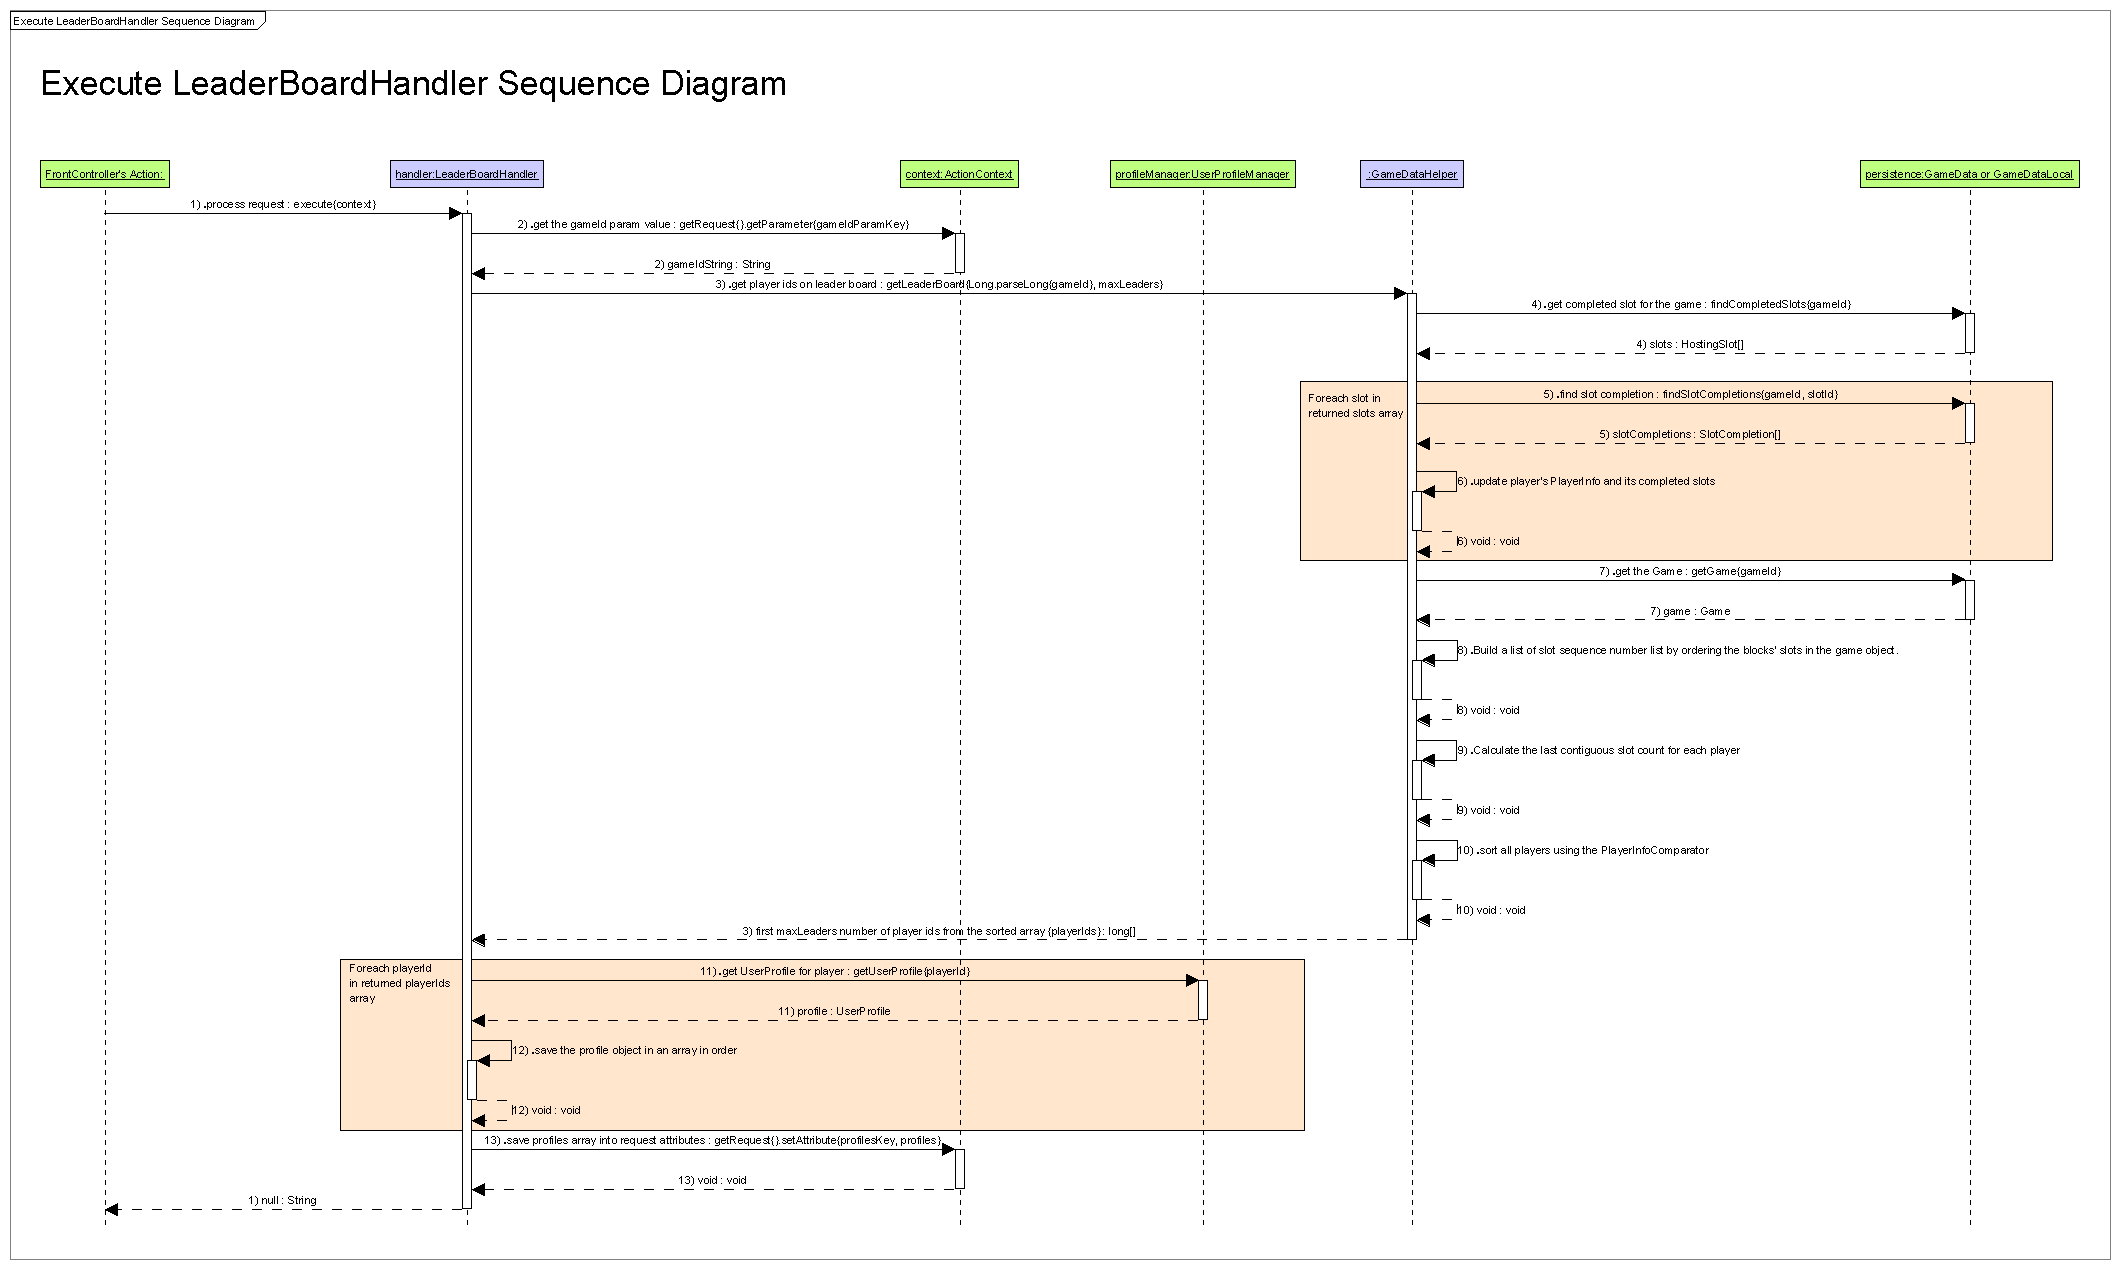 Execute LeaderBoardHandler Sequence Diagram
Execute LeaderBoardHandler Sequence Diagram
FrontController's Action:
handler:LeaderBoardHandler
context:ActionContext
profileManager:UserProfileManager
:GameDataHelper
persistence:GameData or GameDataLocal
1) .process request : execute{context}
2) .get the gameId param value : getRequest{}.getParameter{gameIdParamKey}
2) gameIdString : String
3) .get player ids on leader board : getLeaderBoard{Long.parseLong{gameId}, maxLeaders}
4) .get completed slot for the game : findCompletedSlots{gameId}
4) slots : HostingSlot[]
Foreach slot in
returned slots array
5) .find slot completion : findSlotCompletions{gameId, slotId}
5) slotCompletions : SlotCompletion[]
6) .update player's PlayerInfo and its completed slots
6) void : void
7) .get the Game : getGame{gameId}
7) game : Game
8) .Build a list of slot sequence number list by ordering the blocks' slots in the game object.
8) void : void
9) .Calculate the last contiguous slot count for each player
9) void : void
10) .sort all players using the PlayerInfoComparator
10) void : void
3) first maxLeaders number of player ids from the sorted array {playerIds} : long[]
Foreach playerId
in returned playerIds
array
11) .get UserProfile for player : getUserProfile{playerId}
11) profile : UserProfile
12) .save the profile object in an array in order
12) void : void
13) .save profiles array into request attributes : getRequest{}.setAttribute{profilesKey, profiles}
13) void : void
1) null : String